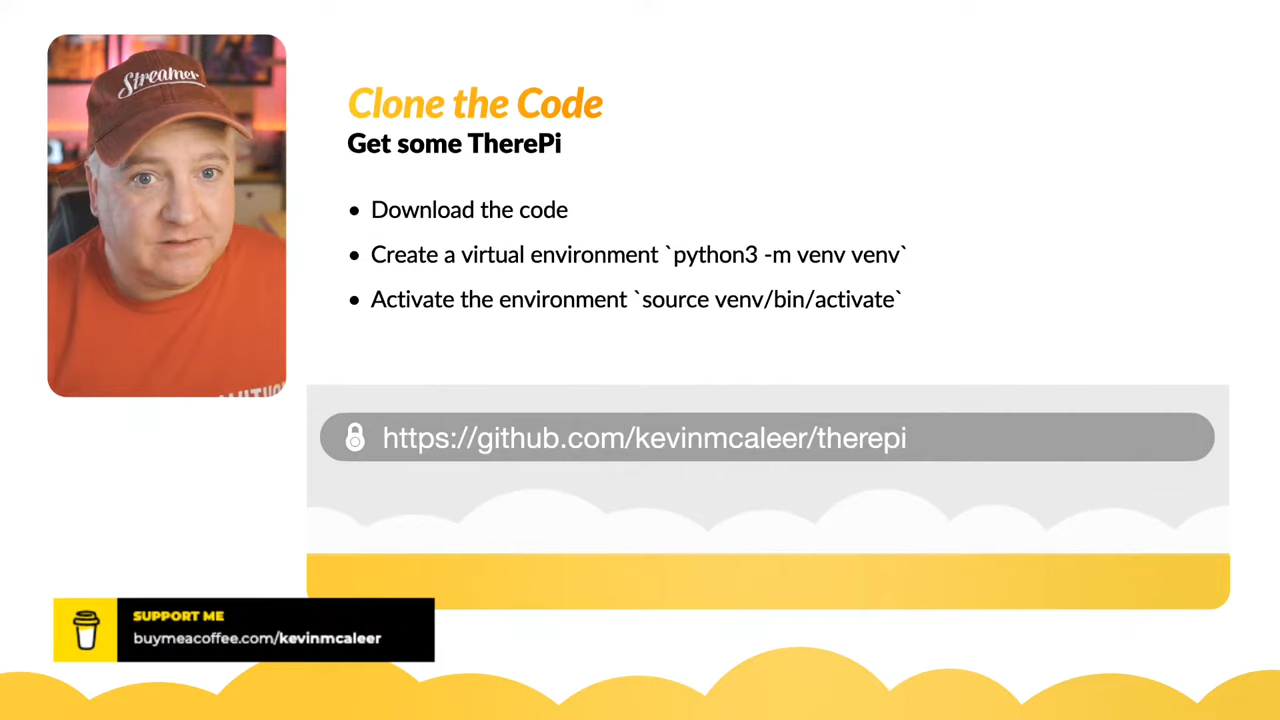 Streamer
Clone the Code
Get some TherePi
• Download the code
• Create a virtual environment `python3 -m venv venv`
• Activate the environment `source venv/bin/activate`
https://github.com/kevinmcaleer/therepi
SUPPORT ME
buymeacoffee.com/kevinmcaleer